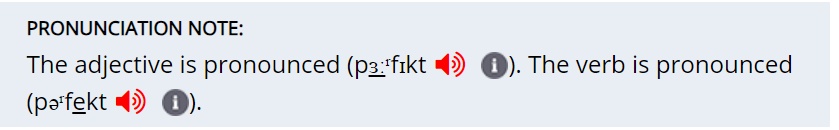 PRONUNCIATION NOTE:
The adjective is pronounced (pɜːʳfɪkt). The verb is pronounced
(pəʳfekt).